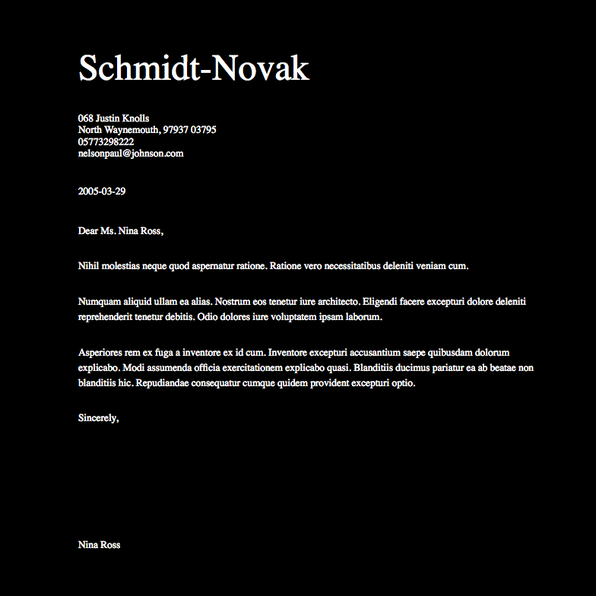 Schmidt-Novak
068 Justin Knolls
North Waynemouth, 97937 03795
05773298222
nelsonpaul@johnson.com
2005-03-29
Dear Ms. Nina Ross,
Nihil molestias neque quod aspernatur ratione. Ratione vero necessitatibus deleniti veniam cum.
Numquam aliquid ullam ea alias. Nostrum eos tenetur iure architecto. Eligendi facere excepturi dolore deleniti
reprehenderit tenetur debitis. Odio dolores iure voluptatem ipsam laborum.
Asperiores rem ex fuga a inventore ex id cum. Inventore excepturi accusantium saepe quibusdam dolorum
explicabo. Modi assumenda officia exercitationem explicabo quasi. Blanditiis ducimus pariatur ea ab beatae non
blanditiis hic. Repudiandae consequatur cumque quidem provident excepturi optio.
Sincerely,
Nina Ross